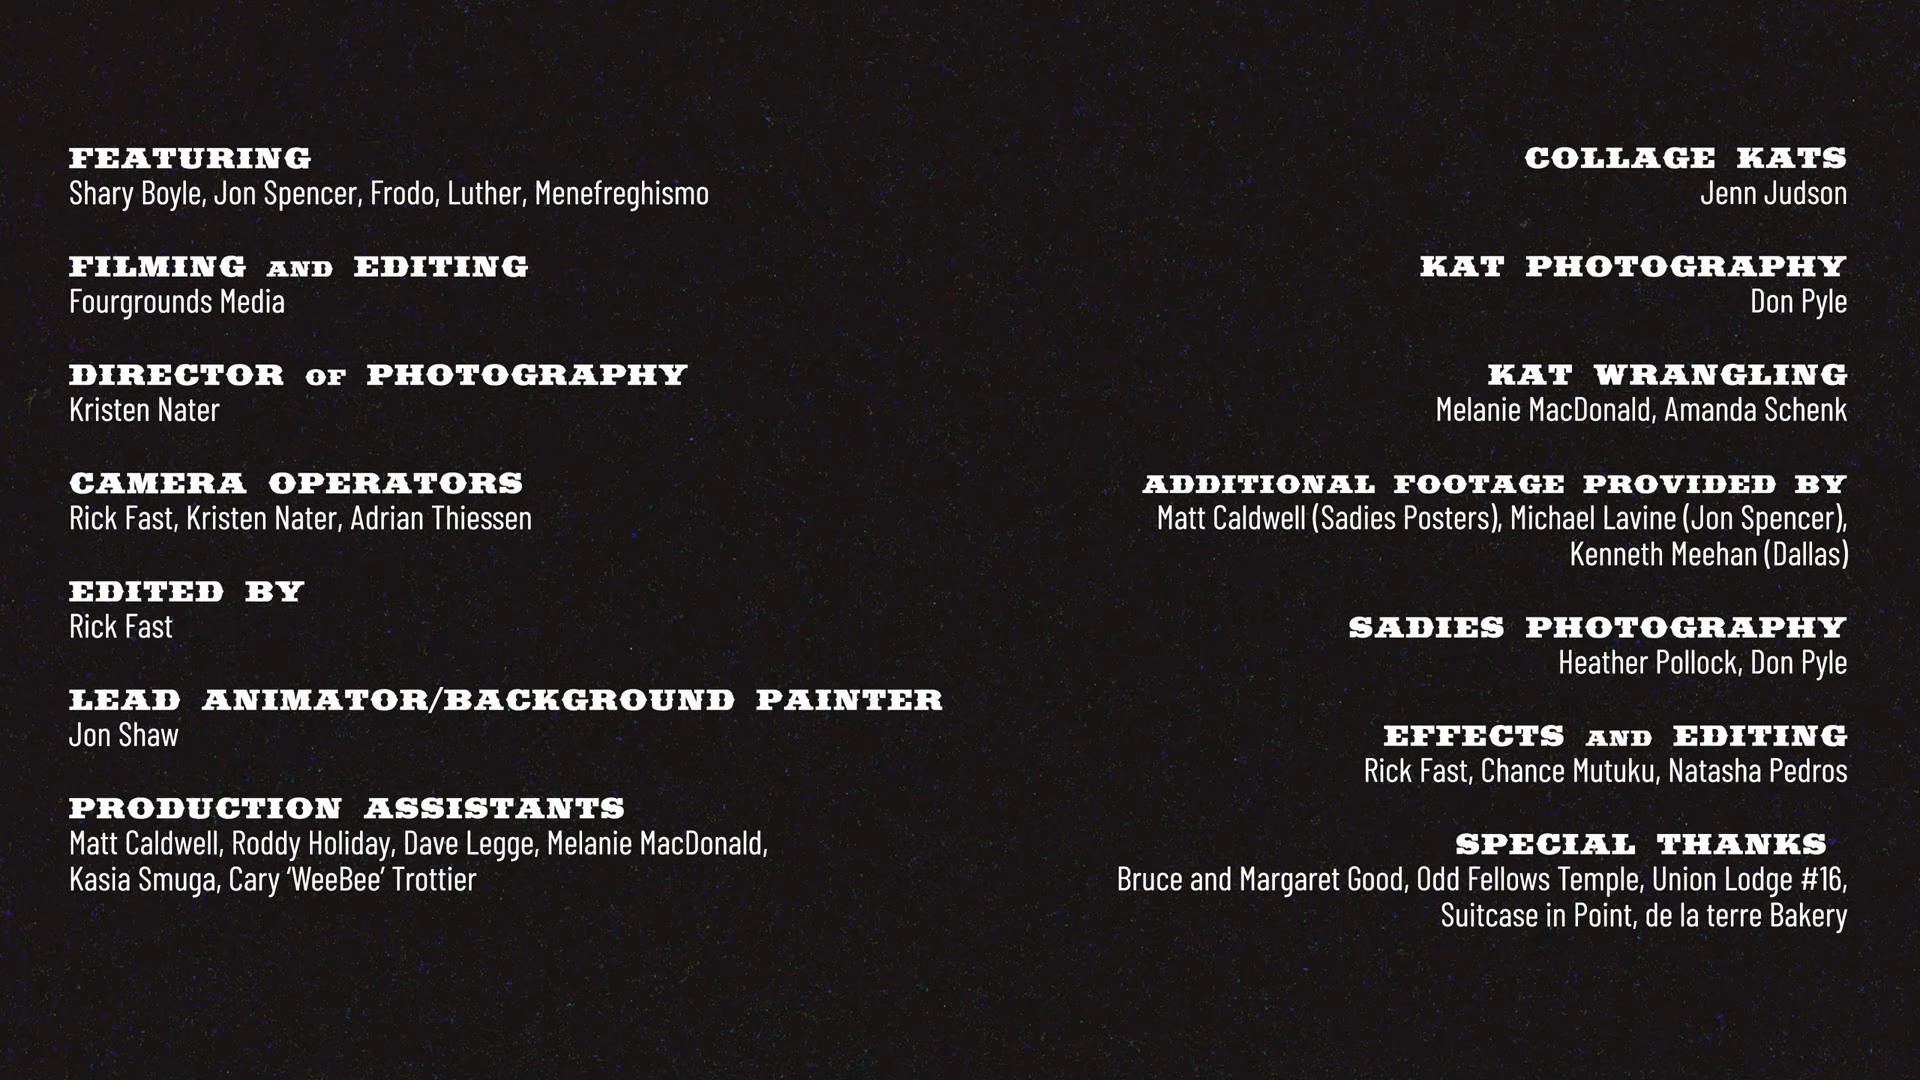 FEATURING
Shary Boyle, Jon Spencer, Frodo, Luther, Menefreghismo
FILMING AND EDITING
Fourgrounds Media
DIRECTOR OF PHOTOGRAPHY
Kristen Nater
CAMERA OPERATORS
Rick Fast, Kristen Nater, Adrian Thiessen
EDITED BY
Rick Fast
LEAD ANIMATOR/BACKGROUND PAINTER
Jon Shaw
PRODUCTION ASSISTANTS
Matt Caldwell, Roddy Holiday, Dave Legge, Melanie MacDonald,
Kasia Smuga, Cary ‘WeeBee’ Trottier
COLLAGE KATS
Jenn Judson
KAT PHOTOGRAPHY
Don Pyle
KAT WRANGLING
Melanie MacDonald, Amanda Schenk
ADDITIONAL FOOTAGE PROVIDED BY
Matt Caldwell (Sadies Posters), Michael Lavine (Jon Spencer),
Kenneth Meehan (Dallas)
SADIES PHOTOGRAPHY
Heather Pollock, Don Pyle
EFFECTS AND EDITING
Rick Fast, Chance Mutuku, Natasha Pedros
SPECIAL THANKS
Bruce and Margaret Good, Odd Fellows Temple, Union Lodge #16,
Suitcase in Point, de la terre Bakery